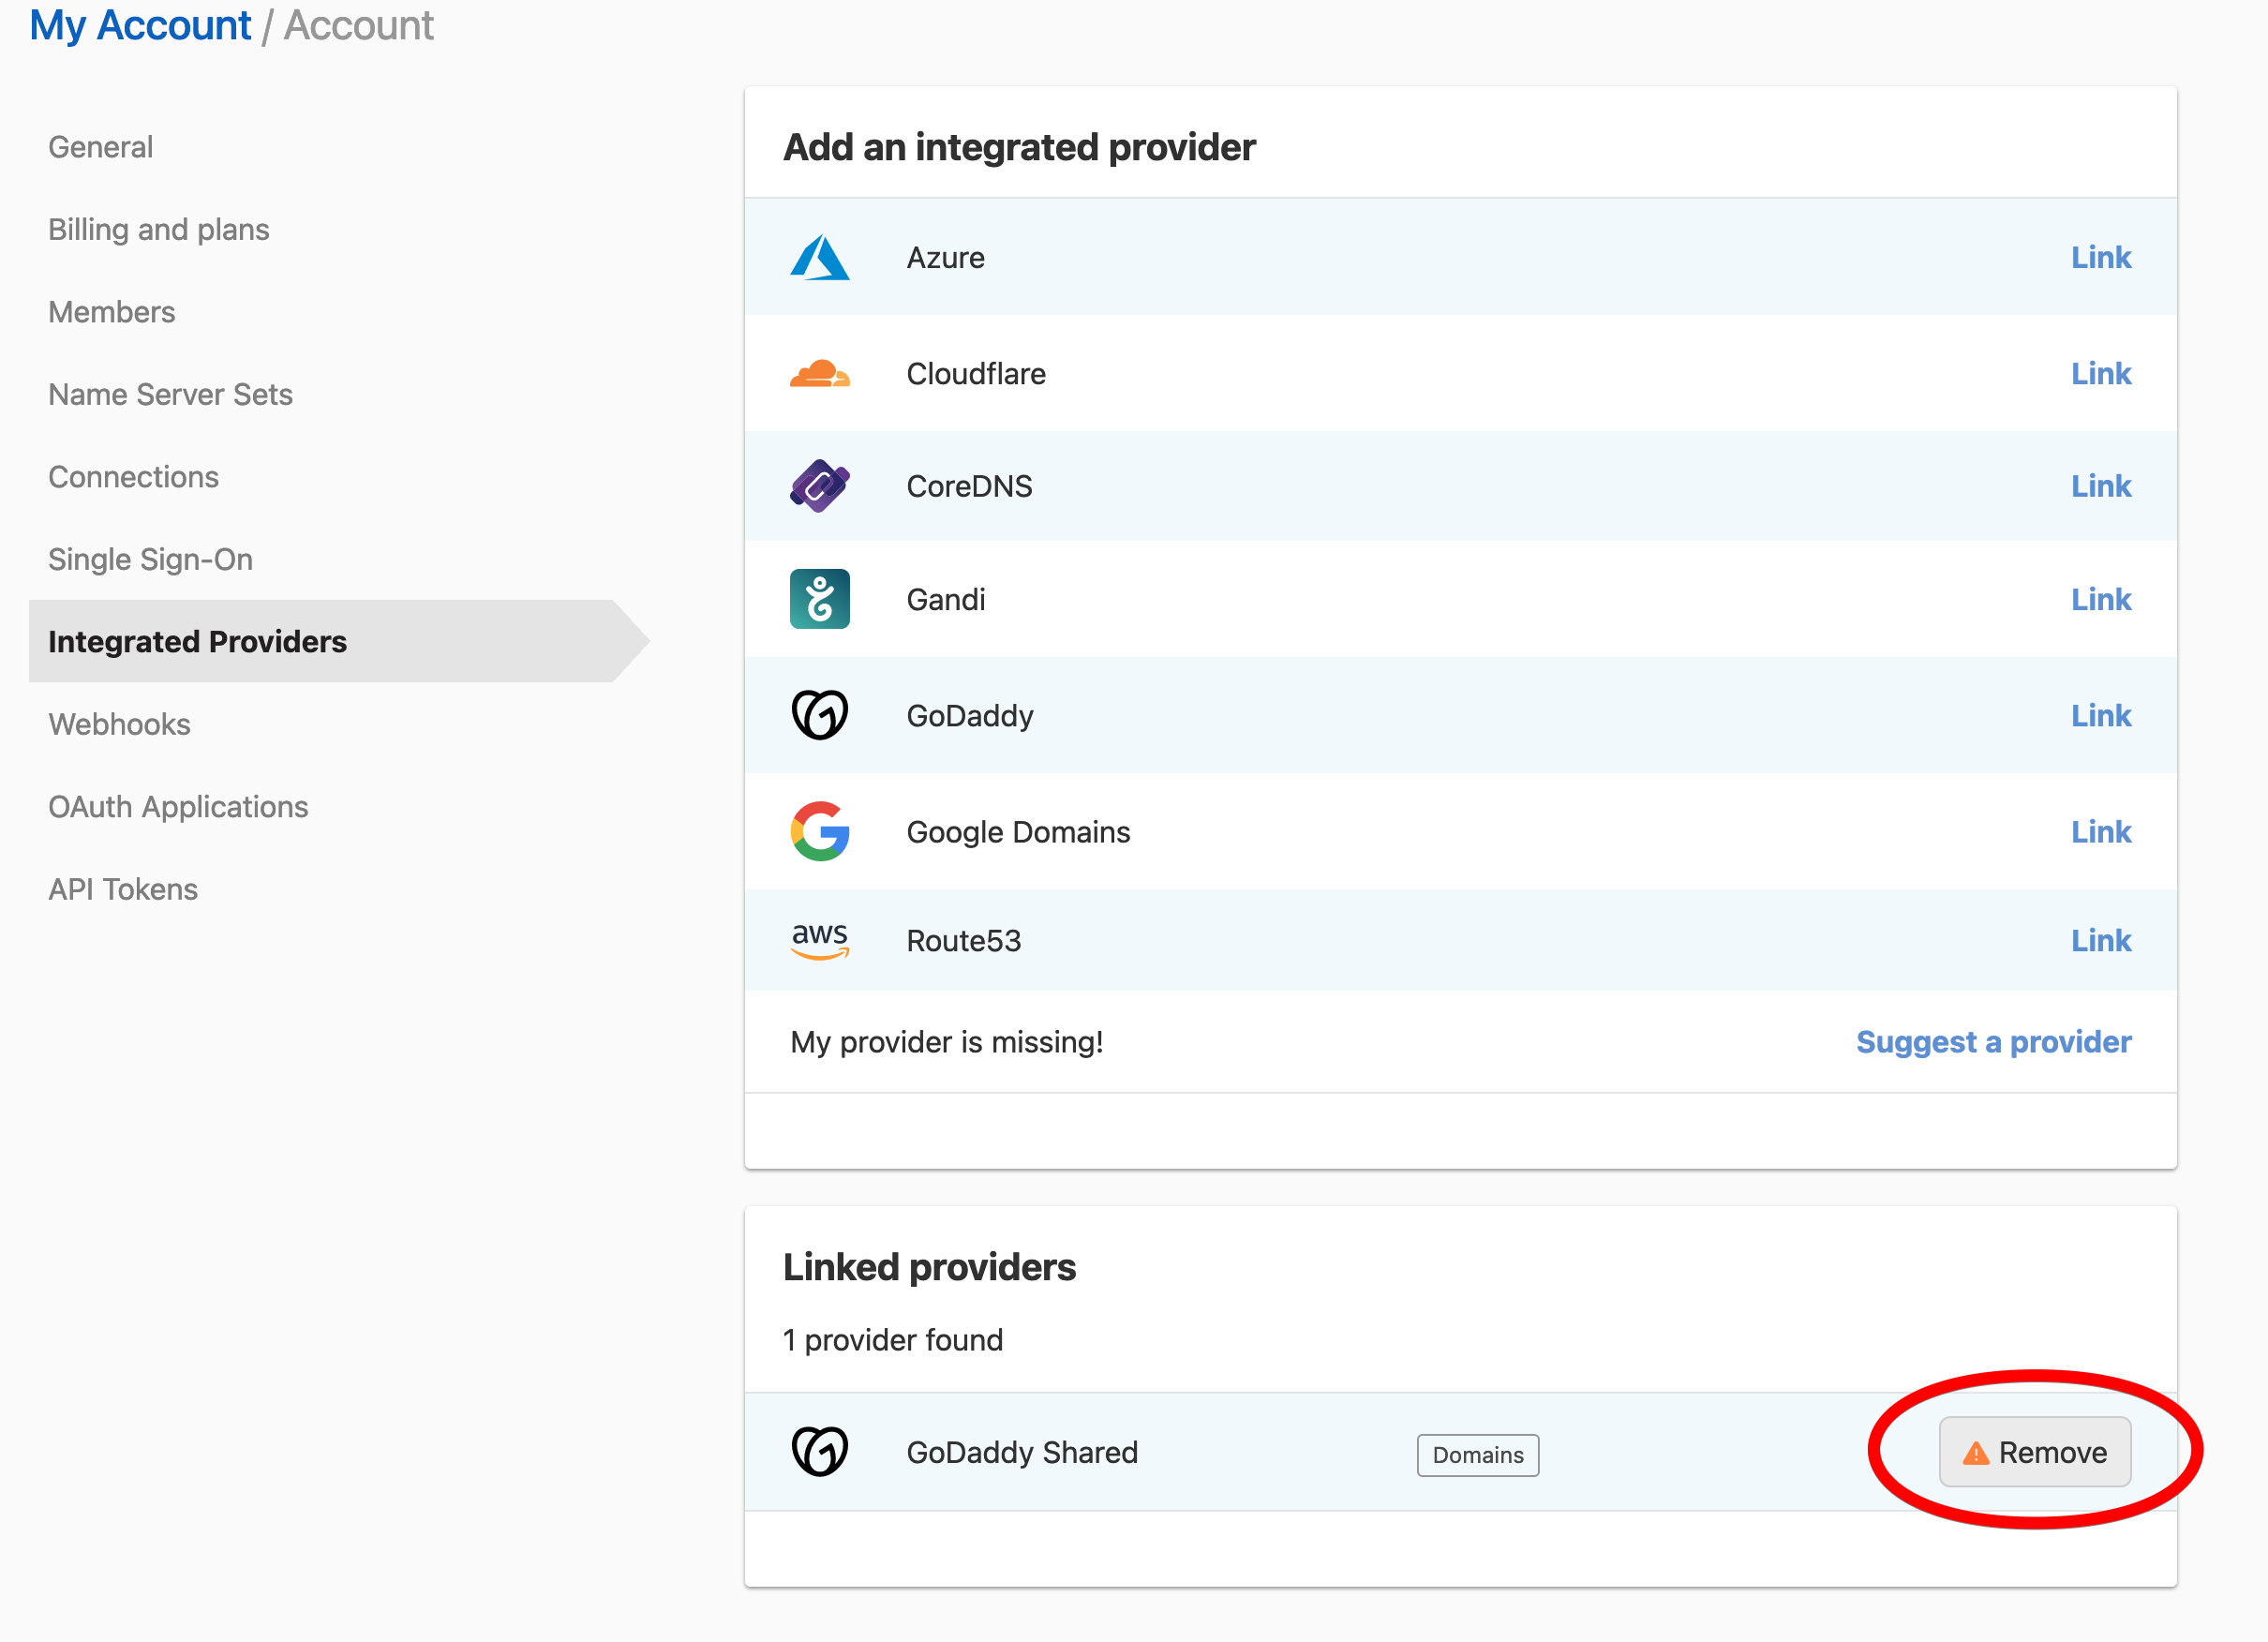 My Account / Account
General
Billing and plans
Members
Name Server Sets
Connections
Single Sign-On
Integrated Providers
Webhooks
OAuth Applications
API Tokens
Add an integrated provider
Azure Link
Cloudflare Link
CoreDNS Link
Gandi Link
GoDaddy Link
Google Domains Link
aws Route53 Link
My provider is missing! Suggest a provider
Linked providers
1 provider found
GoDaddy Shared Domains Remove